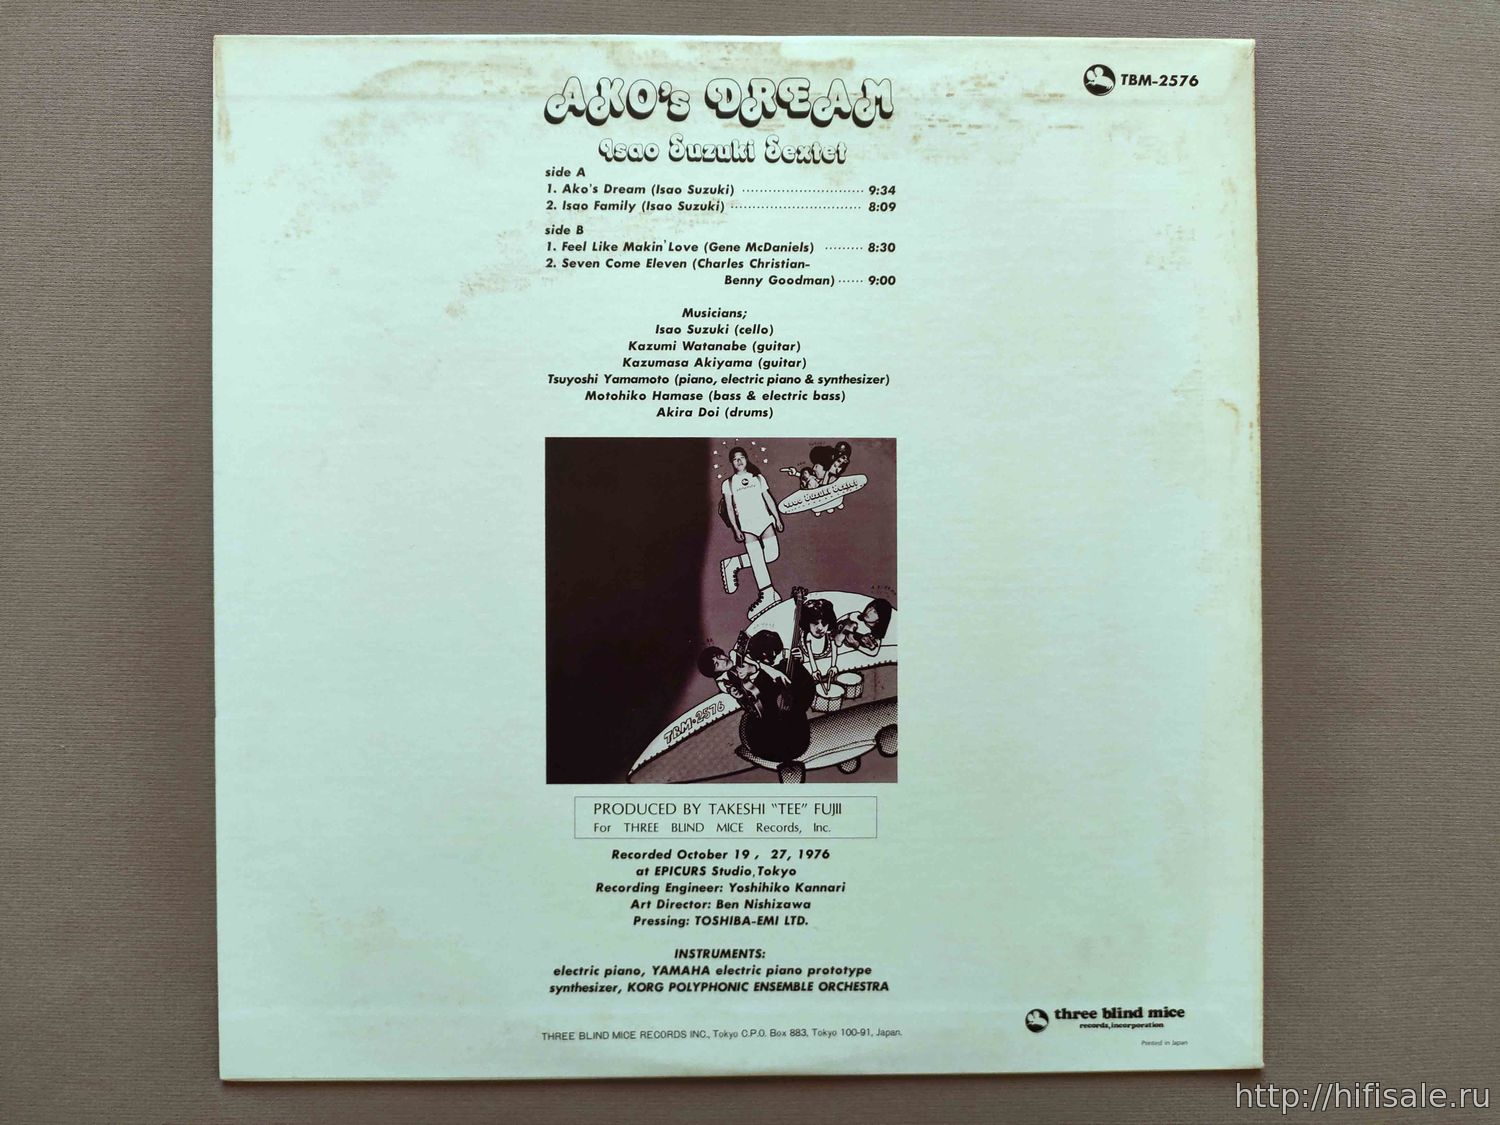 AKO's DREAM
TBM-2576
Isao Suzuki Sextet
side A
1. Ako's Dream (Isao Suzuki) ........................... 9:34
2. Isao Family (Isao Suzuki) ............................. 8:09
side B
1. Feel Like Makin' Love (Gene McDaniels) ......... 8:30
2. Seven Come Eleven (Charles Christian-
Benny Goodman) ...... 9:00
Musicians;
Isao Suzuki (cello)
Kazumi Watanabe (guitar)
Kazumasa Akiyama (guitar)
Tsuyoshi Yamamoto (piano, electric piano & synthesizer)
Motohiko Hamase (bass & electric bass)
Akira Doi (drums)
Isao Suzuki Sextet
TBM-2576
PRODUCED BY TAKESHI "TEE" FUJII
For THREE BLIND MICE Records, Inc.
Recorded October 19, 27, 1976
at EPICURS Studio, Tokyo
Recording Engineer: Yoshihiko Kannari
Art Director: Ben Nishizawa
Pressing: TOSHIBA-EMI LTD.
INSTRUMENTS:
electric piano, YAMAHA electric piano prototype
synthesizer, KORG POLYPHONIC ENSEMBLE ORCHESTRA
three blind mice
records, incorporation
THREE BLIND MICE RECORDS INC., Tokyo C.P.O. Box 883, Tokyo 100-91, Japan.
Printed in Japan
http://hifisale.ru